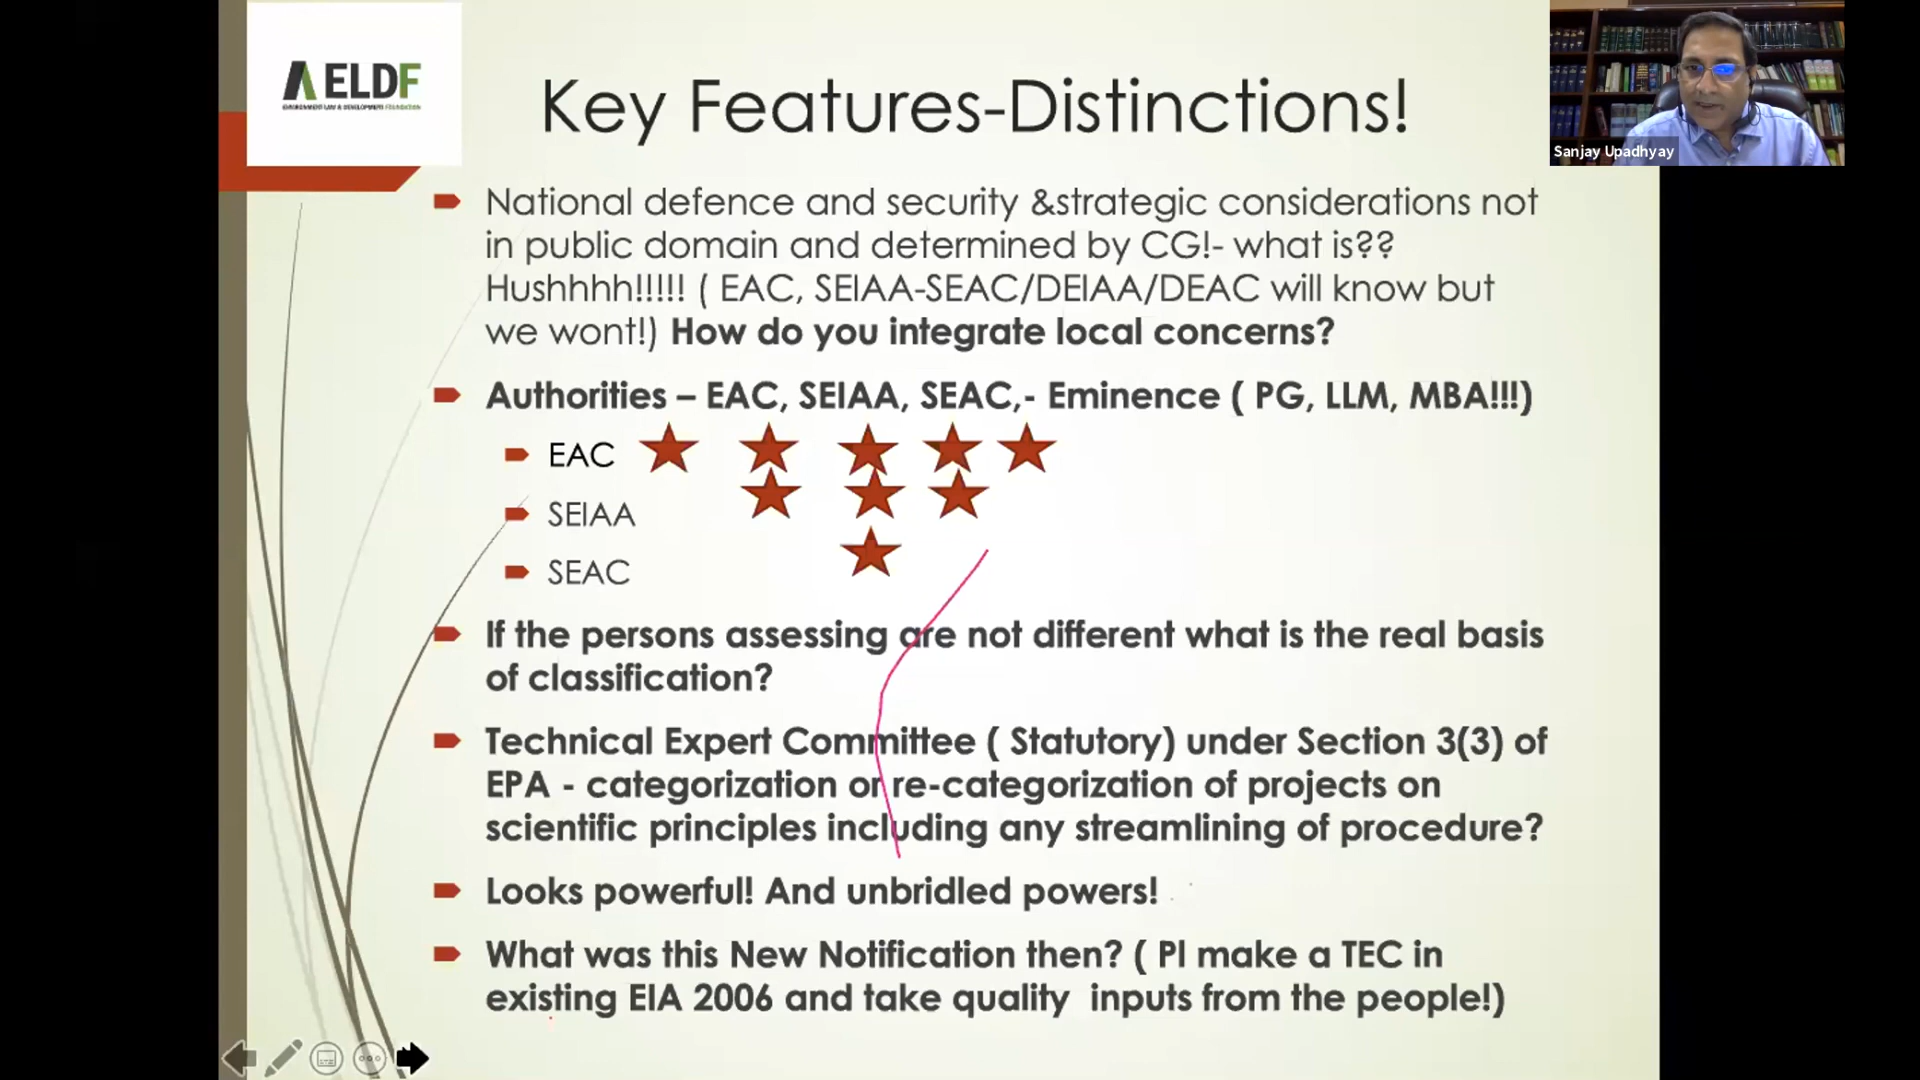 AELDF
ENVIRONMENT LAW & DEVELOPMENT FOUNDATION
Key Features-Distinctions!
Sanjay Upadhyay
National defence and security &strategic considerations not
in public domain and determined by CG!- what is??
Hushhhh!!!!! ( EAC, SEIAA-SEAC/DEIAA/DEAC will know but
we wont!) How do you integrate local concerns?
Authorities – EAC, SEIAA, SEAC,- Eminence ( PG, LLM, MBA!!!)
EAC
SEIAA
SEAC
If the persons assessing are not different what is the real basis
of classification?
Technical Expert Committee ( Statutory) under Section 3(3) of
EPA - categorization or re-categorization of projects on
scientific principles including any streamlining of procedure?
Looks powerful! And unbridled powers!
What was this New Notification then? ( Pl make a TEC in
existing EIA 2006 and take quality  inputs from the people!)